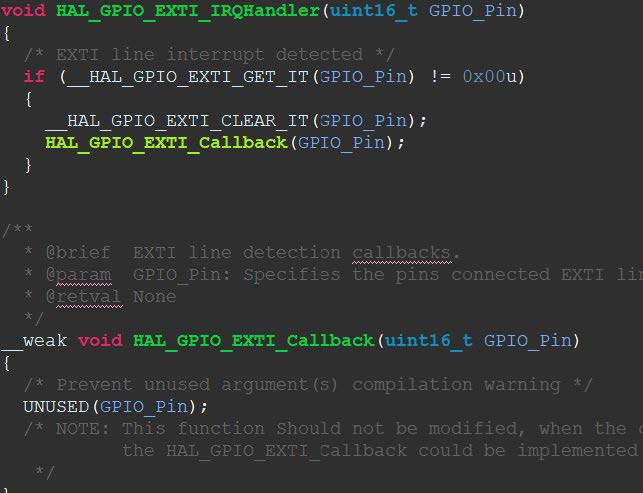 void HAL_GPIO_EXTI_IRQHandler(uint16_t GPIO_Pin)
{
  /* EXTI line interrupt detected */
  if (__HAL_GPIO_EXTI_GET_IT(GPIO_Pin) != 0x00u)
  {
    __HAL_GPIO_EXTI_CLEAR_IT(GPIO_Pin);
    HAL_GPIO_EXTI_Callback(GPIO_Pin);
  }
}

/**
  * @brief  EXTI line detection callbacks.
  * @param  GPIO_Pin: Specifies the pins connected EXTI
  * @retval None
  */
__weak void HAL_GPIO_EXTI_Callback(uint16_t GPIO_Pin)
{
  /* Prevent unused argument(s) compilation warning */
  UNUSED(GPIO_Pin);
  /* NOTE: This function Should not be modified, when the
           the HAL_GPIO_EXTI_Callback could be implemented
   */